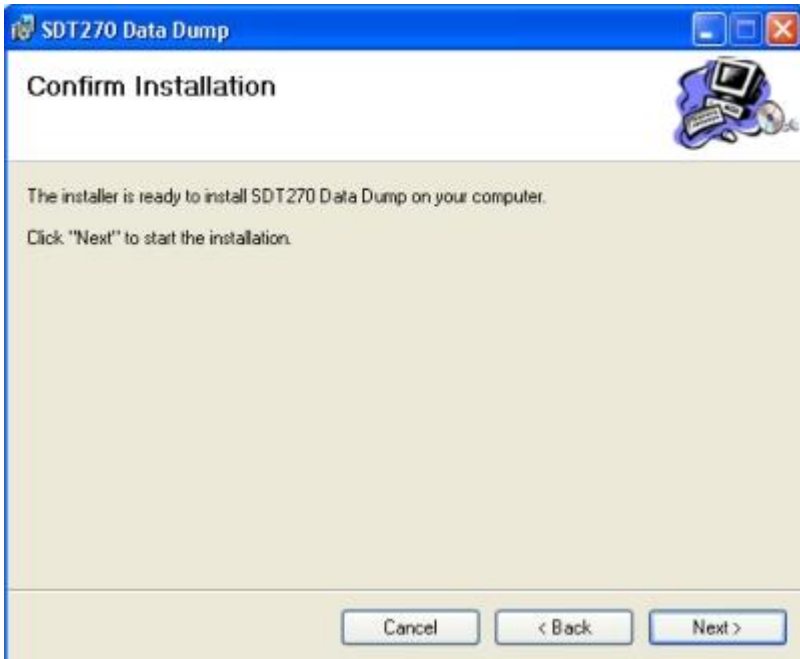 SDT270 Data Dump
Confirm Installation
The installer is ready to install SDT270 Data Dump on your computer.
Click "Next" to start the installation.
Cancel
< Back
Next >